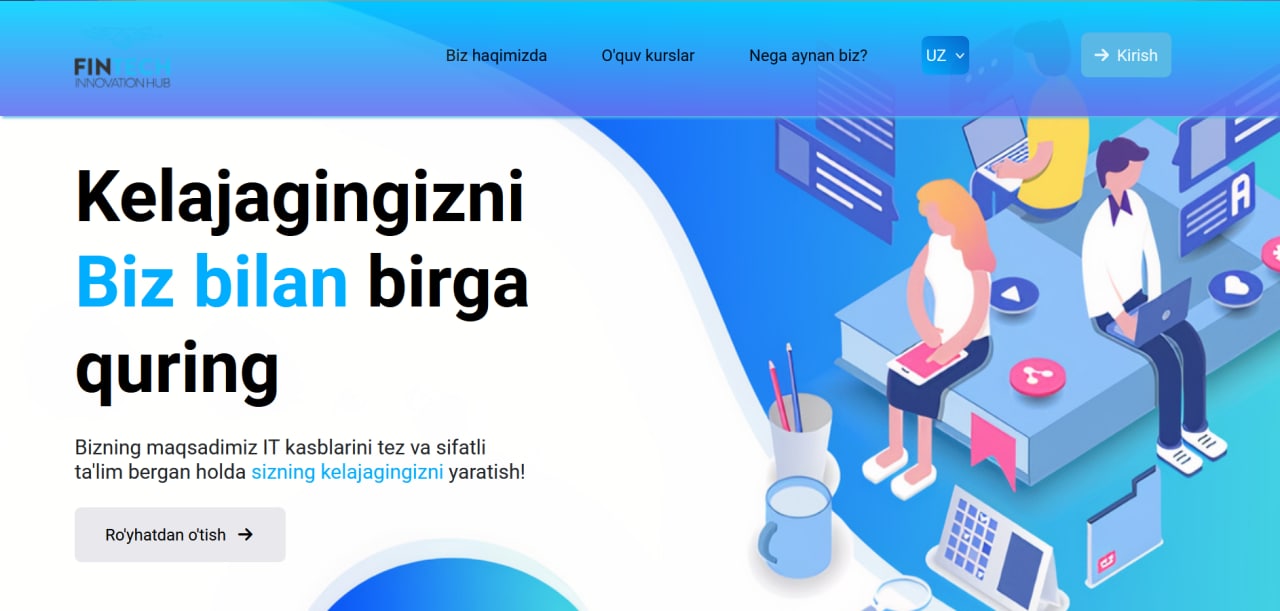 FINTECH
INNOVATION HUB
Biz haqimizda
O'quv kurslar
Nega aynan biz?
UZ
Kirish
Kelajagingizni
Biz bilan birga
quring
Bizning maqsadimiz IT kasblarini tez va sifatli
ta'lim bergan holda sizning kelajagingizni yaratish!
Ro'yhatdan o'tish
A